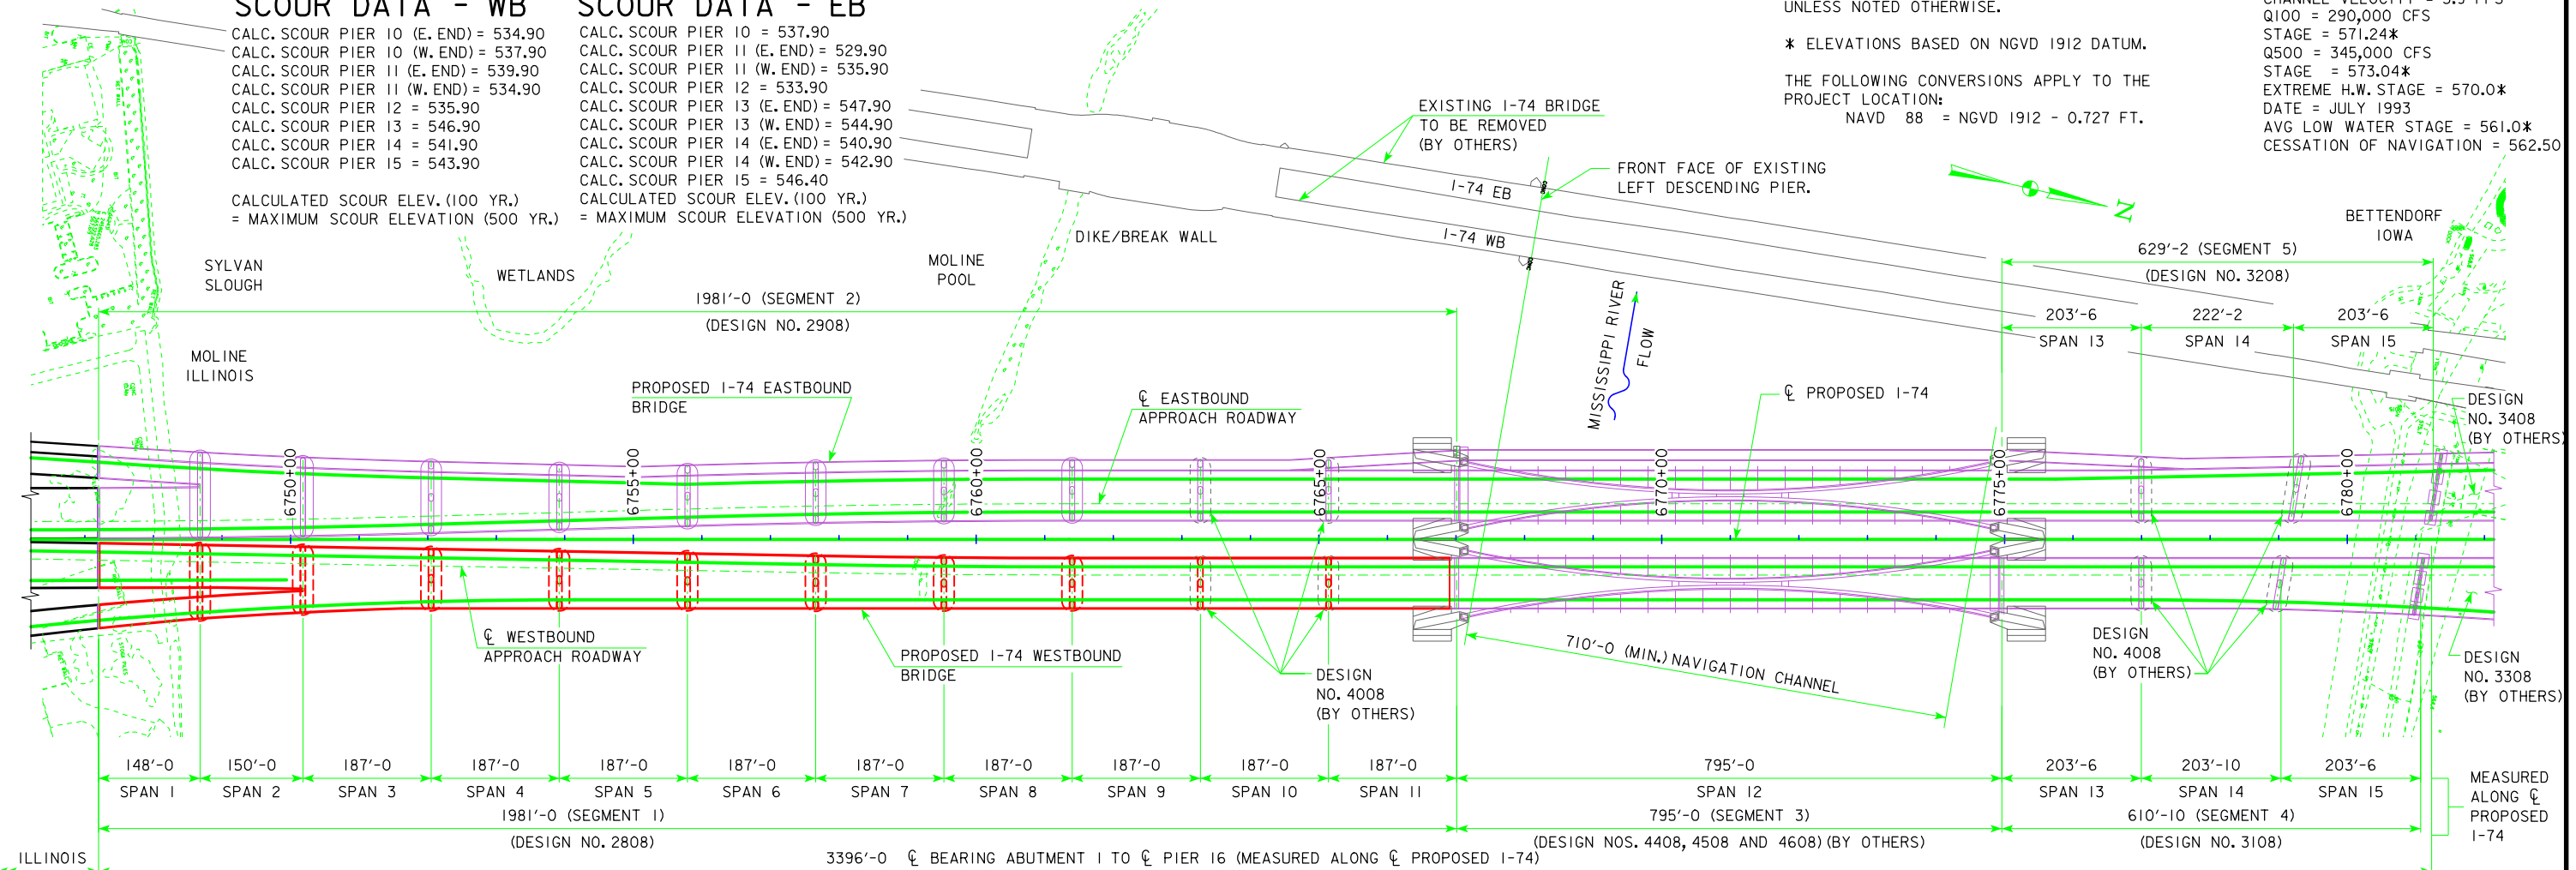 SCOUR DATA - WB
CALC. SCOUR PIER 10 (E. END) = 534.90
CALC. SCOUR PIER 10 (W. END) = 537.90
CALC. SCOUR PIER 11 (E. END) = 539.90
CALC. SCOUR PIER 11 (W. END) = 534.90
CALC. SCOUR PIER 12 = 535.90
CALC. SCOUR PIER 13 = 546.90
CALC. SCOUR PIER 14 = 541.90
CALC. SCOUR PIER 15 = 543.90
CALCULATED SCOUR ELEV. (100 YR.)
= MAXIMUM SCOUR ELEVATION (500 YR.)
SCOUR DATA - EB
CALC. SCOUR PIER 10 = 537.90
CALC. SCOUR PIER 11 (E. END) = 529.90
CALC. SCOUR PIER 11 (W. END) = 535.90
CALC. SCOUR PIER 12 = 533.90
CALC. SCOUR PIER 13 (E. END) = 547.90
CALC. SCOUR PIER 13 (W. END) = 544.90
CALC. SCOUR PIER 14 (E. END) = 540.90
CALC. SCOUR PIER 14 (W. END) = 542.90
CALC. SCOUR PIER 15 = 546.40
CALCULATED SCOUR ELEV. (100 YR.)
= MAXIMUM SCOUR ELEVATION (500 YR.)
UNLESS NOTED OTHERWISE.
* ELEVATIONS BASED ON NGVD 1912 DATUM.
THE FOLLOWING CONVERSIONS APPLY TO THE
PROJECT LOCATION:
NAVD 88 = NGVD 1912 - 0.727 FT.
Q100 = 290,000 CFS
STAGE = 571.24*
Q500 = 345,000 CFS
STAGE = 573.04*
EXTREME H.W. STAGE = 570.0*
DATE = JULY 1993
AVG LOW WATER STAGE = 561.0*
CESSATION OF NAVIGATION = 562.50
EXISTING I-74 BRIDGE
TO BE REMOVED
(BY OTHERS)
FRONT FACE OF EXISTING
LEFT DESCENDING PIER.
I-74 EB
I-74 WB
N
BETTENDORF
IOWA
SYLVAN
SLOUGH
WETLANDS
MOLINE
POOL
DIKE/BREAK WALL
MOLINE
ILLINOIS
1981'-0 (SEGMENT 2)
(DESIGN NO. 2908)
629'-2 (SEGMENT 5)
(DESIGN NO. 3208)
203'-6
SPAN 13
222'-2
SPAN 14
203'-6
SPAN 15
MISSISSIPPI RIVER
FLOW
PROPOSED I-74 EASTBOUND
BRIDGE
℄ EASTBOUND
APPROACH ROADWAY
℄ PROPOSED I-74
DESIGN
NO. 3408
(BY OTHERS)
6750+00
6755+00
6760+00
6765+00
6770+00
6775+00
6780+00
℄ WESTBOUND
APPROACH ROADWAY
PROPOSED I-74 WESTBOUND
BRIDGE
DESIGN
NO. 4008
(BY OTHERS)
710'-0 (MIN.) NAVIGATION CHANNEL
DESIGN
NO. 4008
(BY OTHERS)
DESIGN
NO. 3308
(BY OTHERS)
148'-0
SPAN 1
150'-0
SPAN 2
187'-0
SPAN 3
187'-0
SPAN 4
187'-0
SPAN 5
187'-0
SPAN 6
187'-0
SPAN 7
187'-0
SPAN 8
187'-0
SPAN 9
187'-0
SPAN 10
187'-0
SPAN 11
795'-0
SPAN 12
203'-6
SPAN 13
203'-10
SPAN 14
203'-6
SPAN 15
MEASURED
ALONG ℄
PROPOSED
I-74
1981'-0 (SEGMENT 1)
(DESIGN NO. 2808)
795'-0 (SEGMENT 3)
(DESIGN NOS. 4408, 4508 AND 4608) (BY OTHERS)
610'-10 (SEGMENT 4)
(DESIGN NO. 3108)
ILLINOIS
3396'-0 ℄ BEARING ABUTMENT 1 TO ℄ PIER 16 (MEASURED ALONG ℄ PROPOSED I-74)